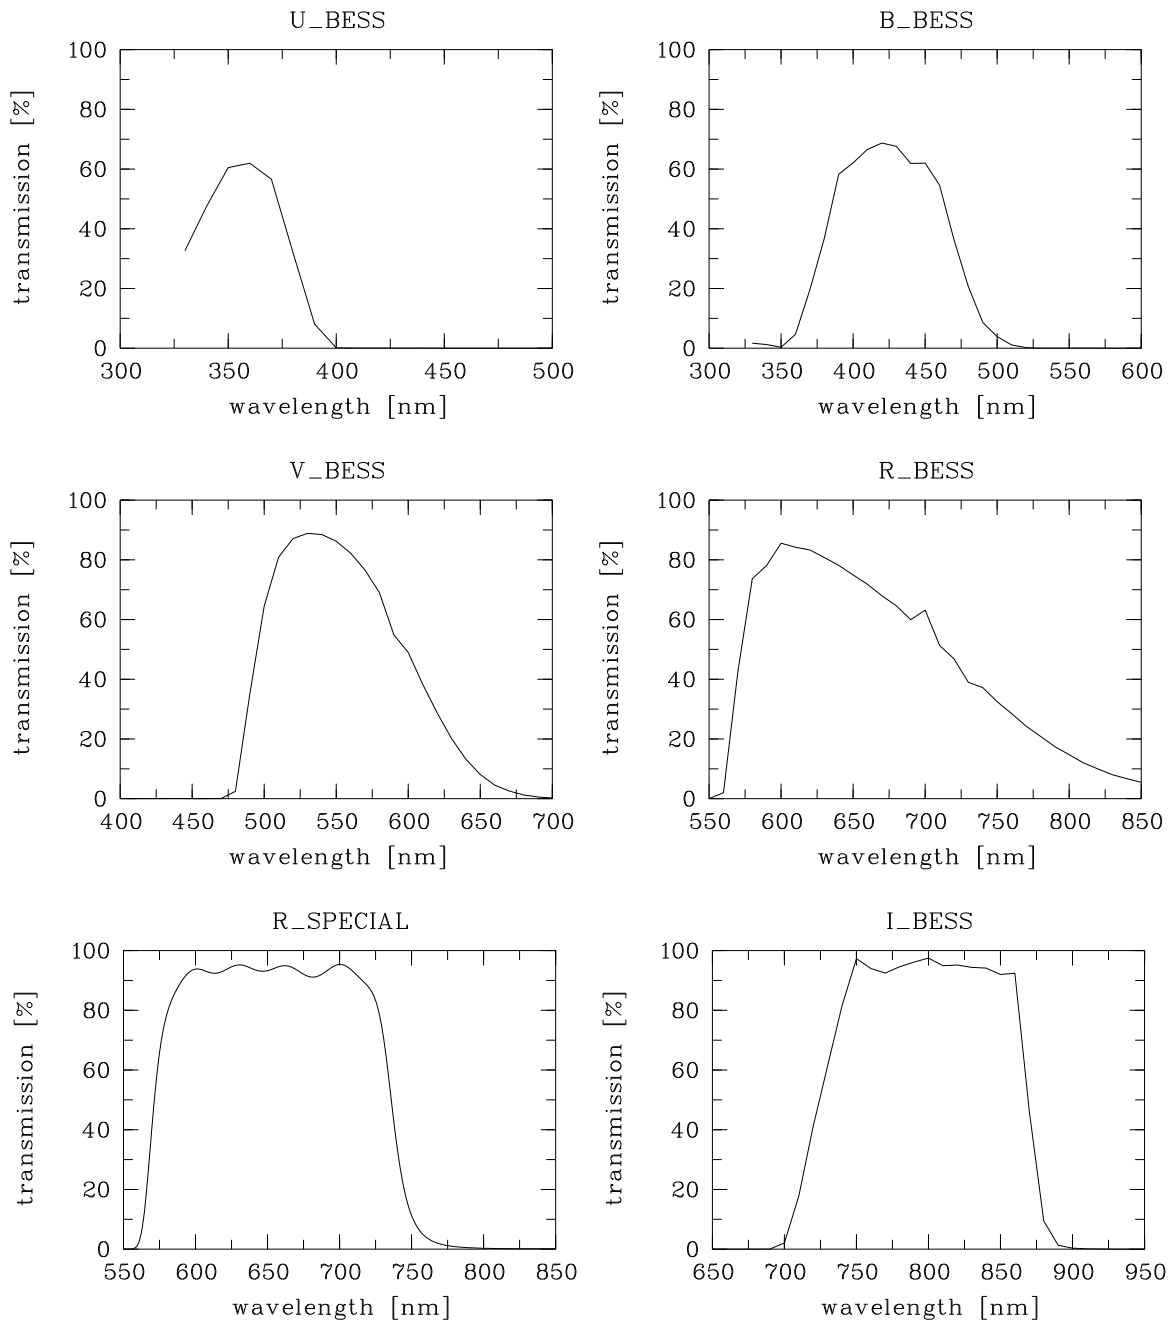 U_BESS
transmission [%]
100
80
60
40
20
0
300 350 400 450 500
wavelength [nm]
B_BESS
transmission [%]
100
80
60
40
20
0
300 350 400 450 500 550 600
wavelength [nm]
V_BESS
transmission [%]
100
80
60
40
20
0
400 450 500 550 600 650 700
wavelength [nm]
R_BESS
transmission [%]
100
80
60
40
20
0
550 600 650 700 750 800 850
wavelength [nm]
R_SPECIAL
transmission [%]
100
80
60
40
20
0
550 600 650 700 750 800 850
wavelength [nm]
I_BESS
transmission [%]
100
80
60
40
20
0
650 700 750 800 850 900 950
wavelength [nm]